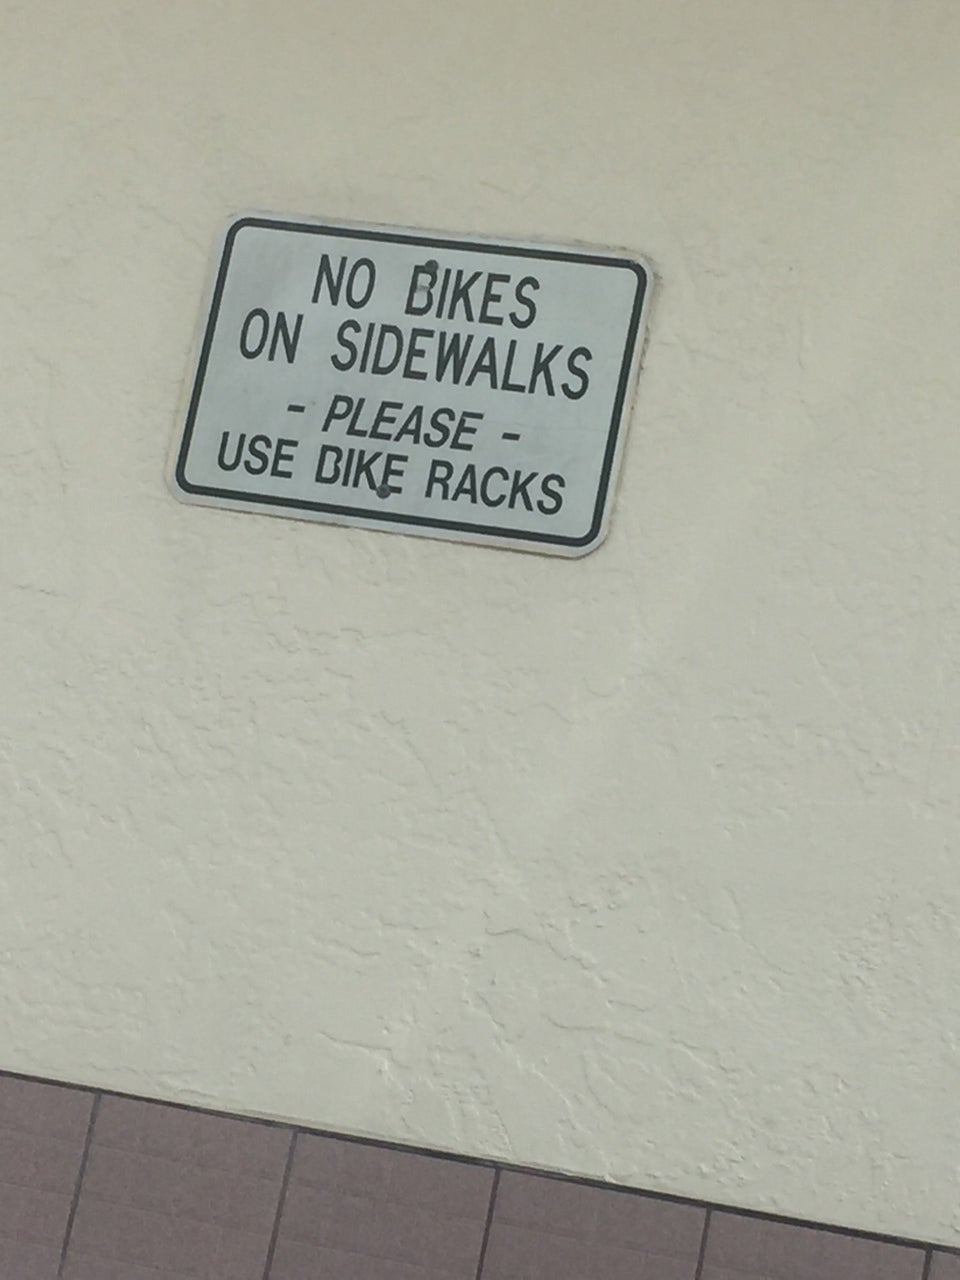 NO BIKES
ON SIDEWALKS
- PLEASE -
USE BIKE RACKS